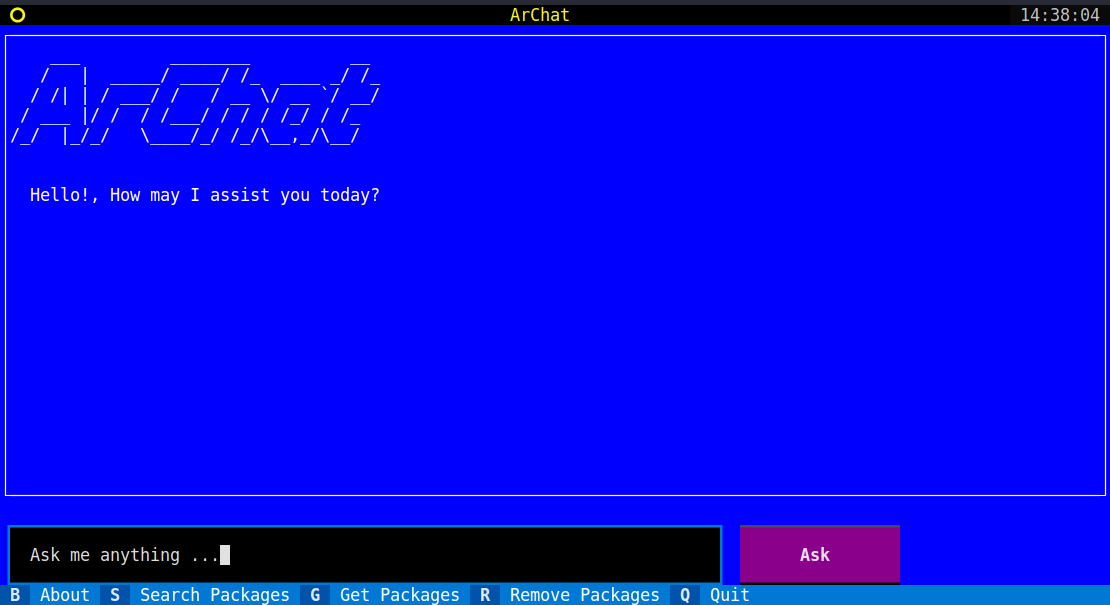 ArChat 14:38:04
ArChat
Hello!, How may I assist you today?
Ask me anything ... Ask
B About S Search Packages G Get Packages R Remove Packages Q Quit